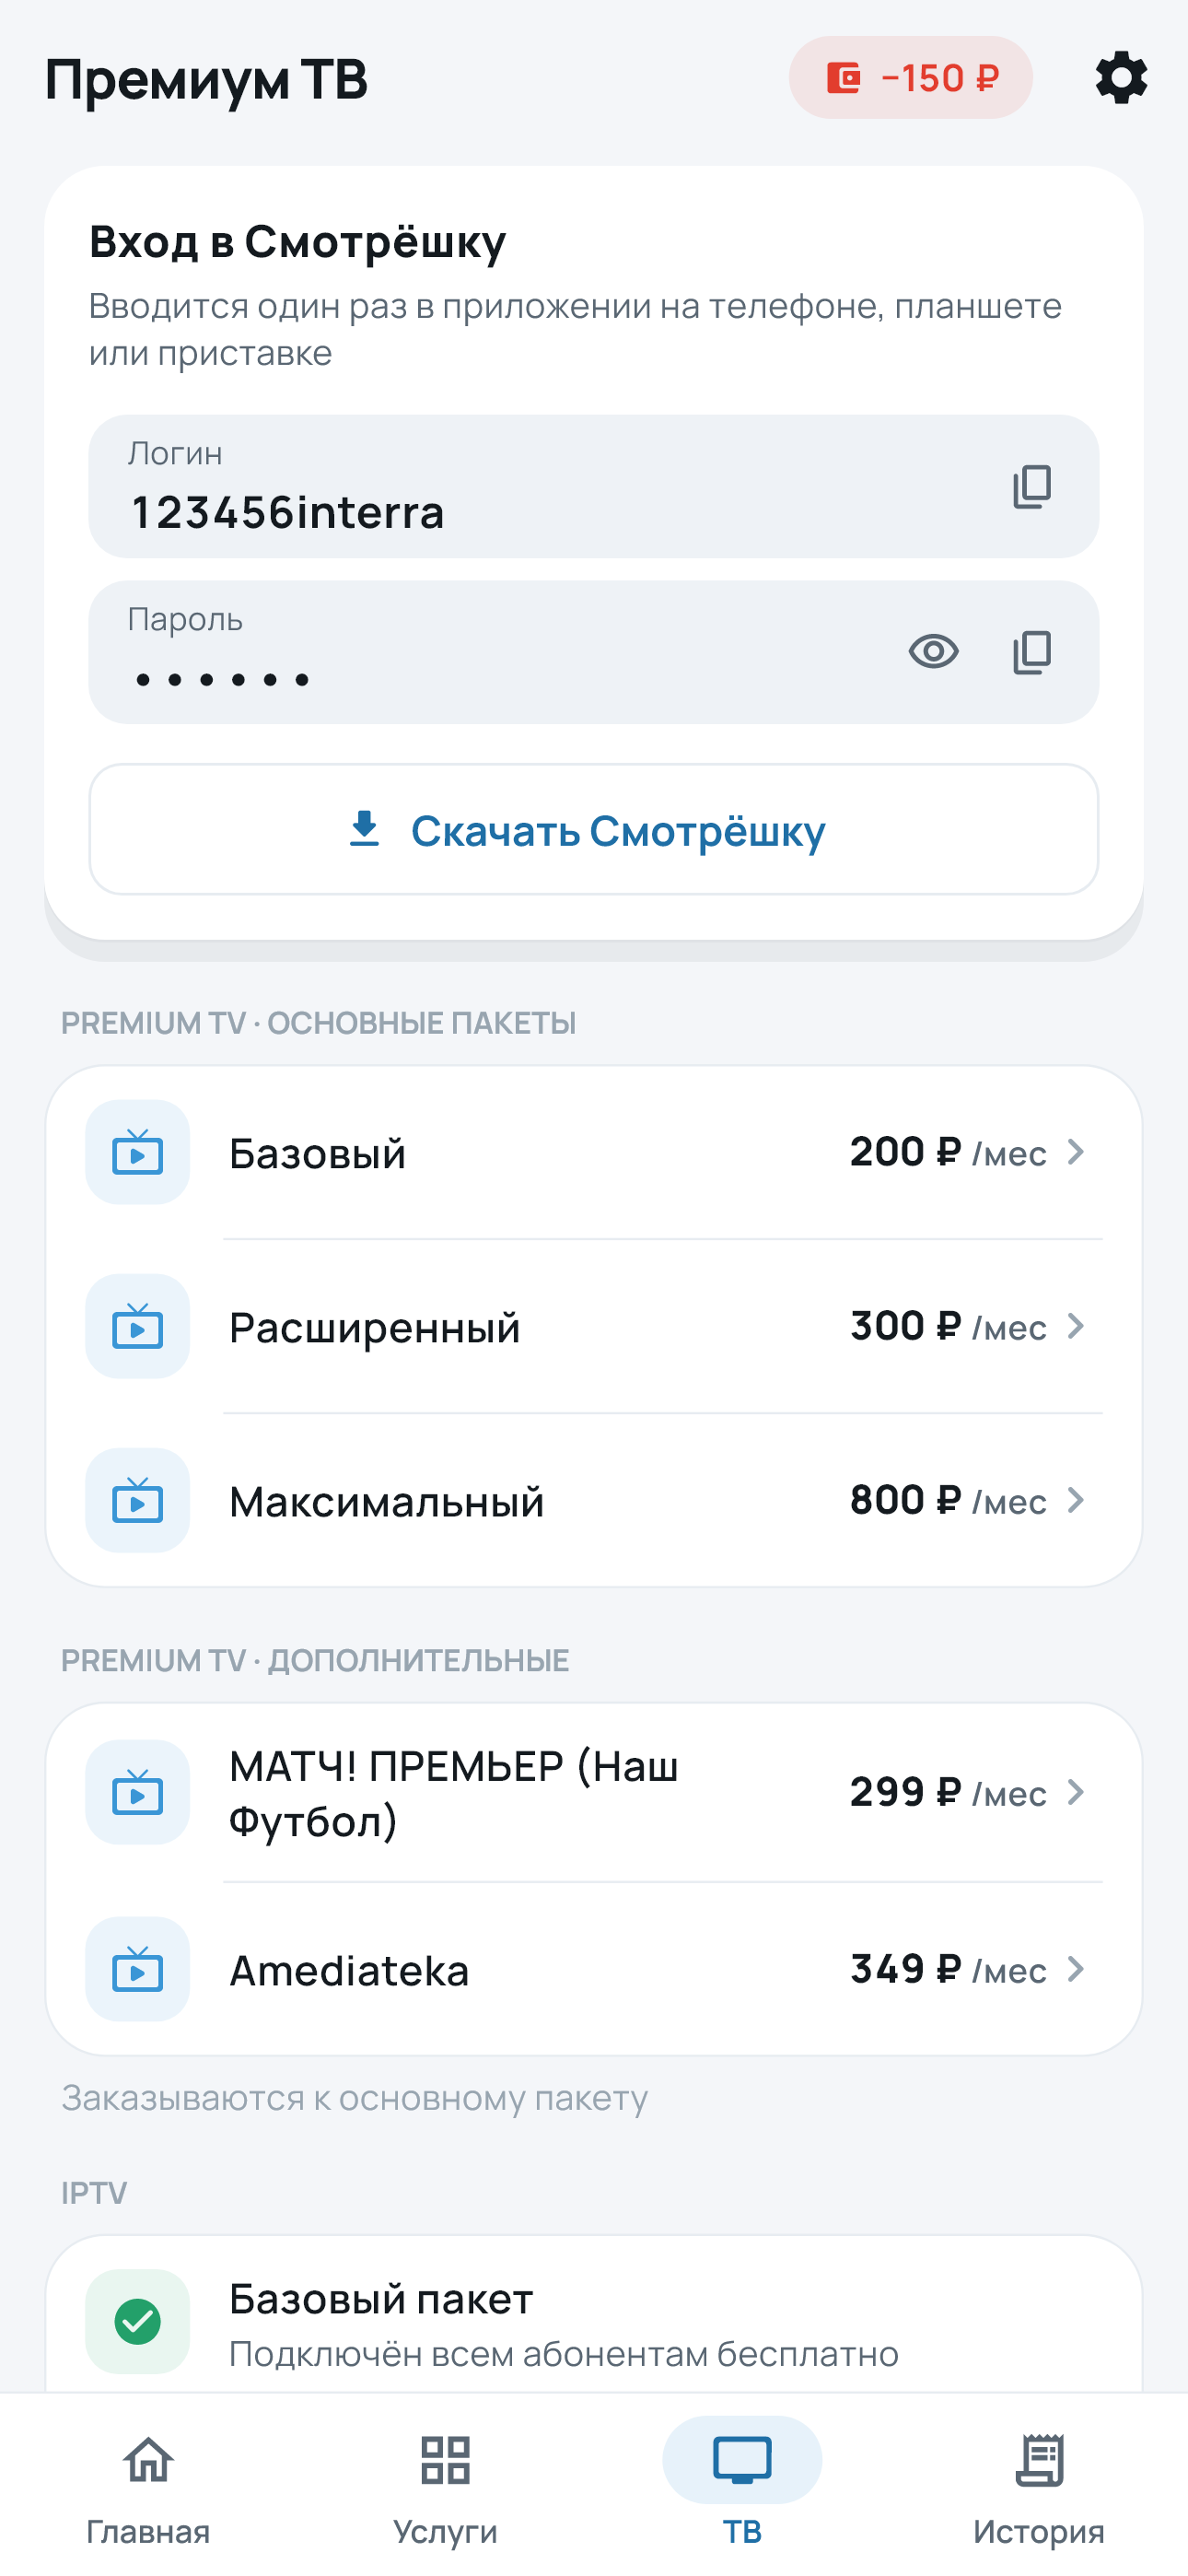 Премиум ТВ
−150 ₽
Вход в Смотрёшку
Вводится один раз в приложении на телефоне, планшете
или приставке
Логин
123456interra
Пароль
••••••
Скачать Смотрёшку
PREMIUM TV · ОСНОВНЫЕ ПАКЕТЫ
Базовый 200 ₽ /мес
Расширенный 300 ₽ /мес
Максимальный 800 ₽ /мес
PREMIUM TV · ДОПОЛНИТЕЛЬНЫЕ
МАТЧ! ПРЕМЬЕР (Наш
Футбол)
299 ₽ /мес
Amediateka 349 ₽ /мес
Заказываются к основному пакету
IPTV
Базовый пакет
Подключён всем абонентам бесплатно
Главная Услуги ТВ История